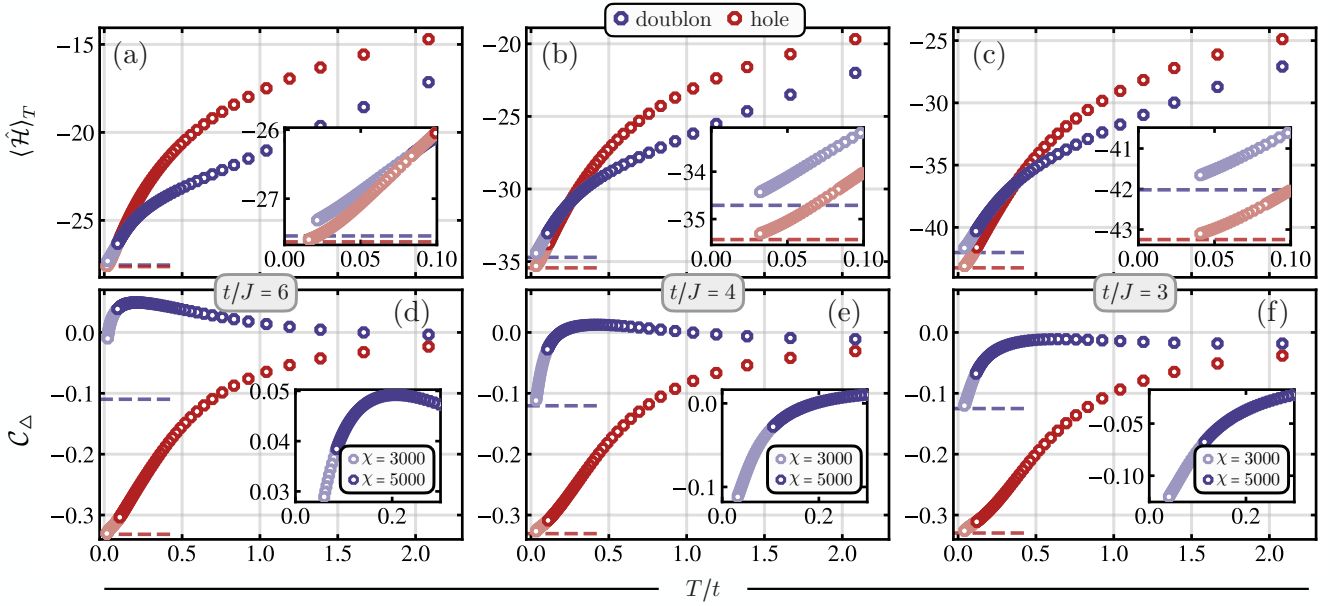 doublon hole
−15
−20
−25
⟨Ĥ⟩_T
(a)
−26
−27
0.00 0.05 0.10
−20
−25
−30
−35
(b)
−34
−35
0.00 0.05 0.10
−25
−30
−35
−40
(c)
−41
−42
−43
0.00 0.05 0.10
t/J = 6
t/J = 4
t/J = 3
0.0
−0.1
−0.2
−0.3
C_△
(d)
0.05
0.04
0.03
χ = 3000
χ = 5000
0.0 0.2
0.0 0.5 1.0 1.5 2.0
0.0
−0.1
−0.2
−0.3
(e)
0.0
−0.1
χ = 3000
χ = 5000
0.0 0.2
0.0 0.5 1.0 1.5 2.0
0.0
−0.1
−0.2
−0.3
(f)
−0.05
−0.10
χ = 3000
χ = 5000
0.0 0.2
0.0 0.5 1.0 1.5 2.0
T/t